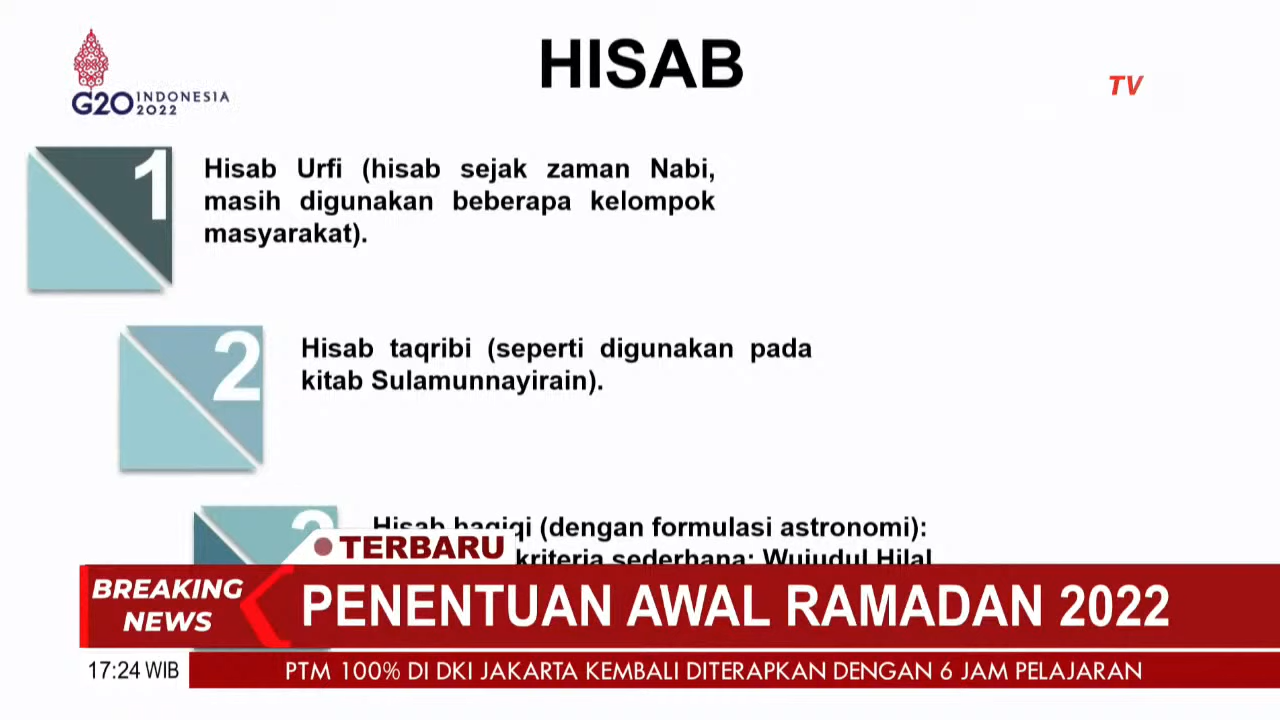 HISAB
G20 INDONESIA
2022
TV
1
Hisab Urfi (hisab sejak zaman Nabi,
masih digunakan beberapa kelompok
masyarakat).
2
Hisab taqribi (seperti digunakan pada
kitab Sulamunnayirain).
3
Hisab haqiqi (dengan formulasi astronomi):
kriteria sederhana: Wujudul Hilal
TERBARU
BREAKING
NEWS
PENENTUAN AWAL RAMADAN 2022
17:24 WIB
PTM 100% DI DKI JAKARTA KEMBALI DITERAPKAN DENGAN 6 JAM PELAJARAN